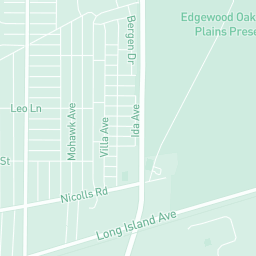 Bergen Dr
Edgewood Oak
Plains Prese
Leo Ln
Mohawk Ave
Villa Ave
Ida Ave
St
Nicolls Rd
Long Island Ave